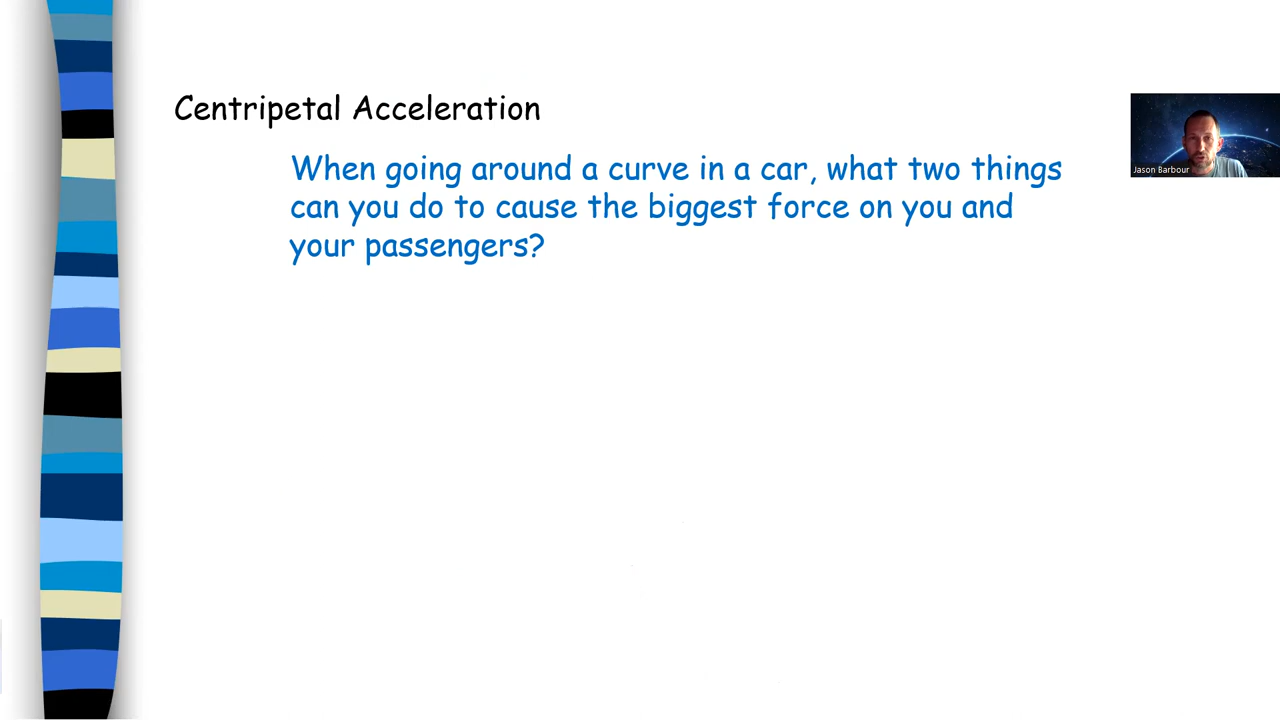 Centripetal Acceleration
When going around a curve in a car, what two things
can you do to cause the biggest force on you and
your passengers?
Jason Barbour